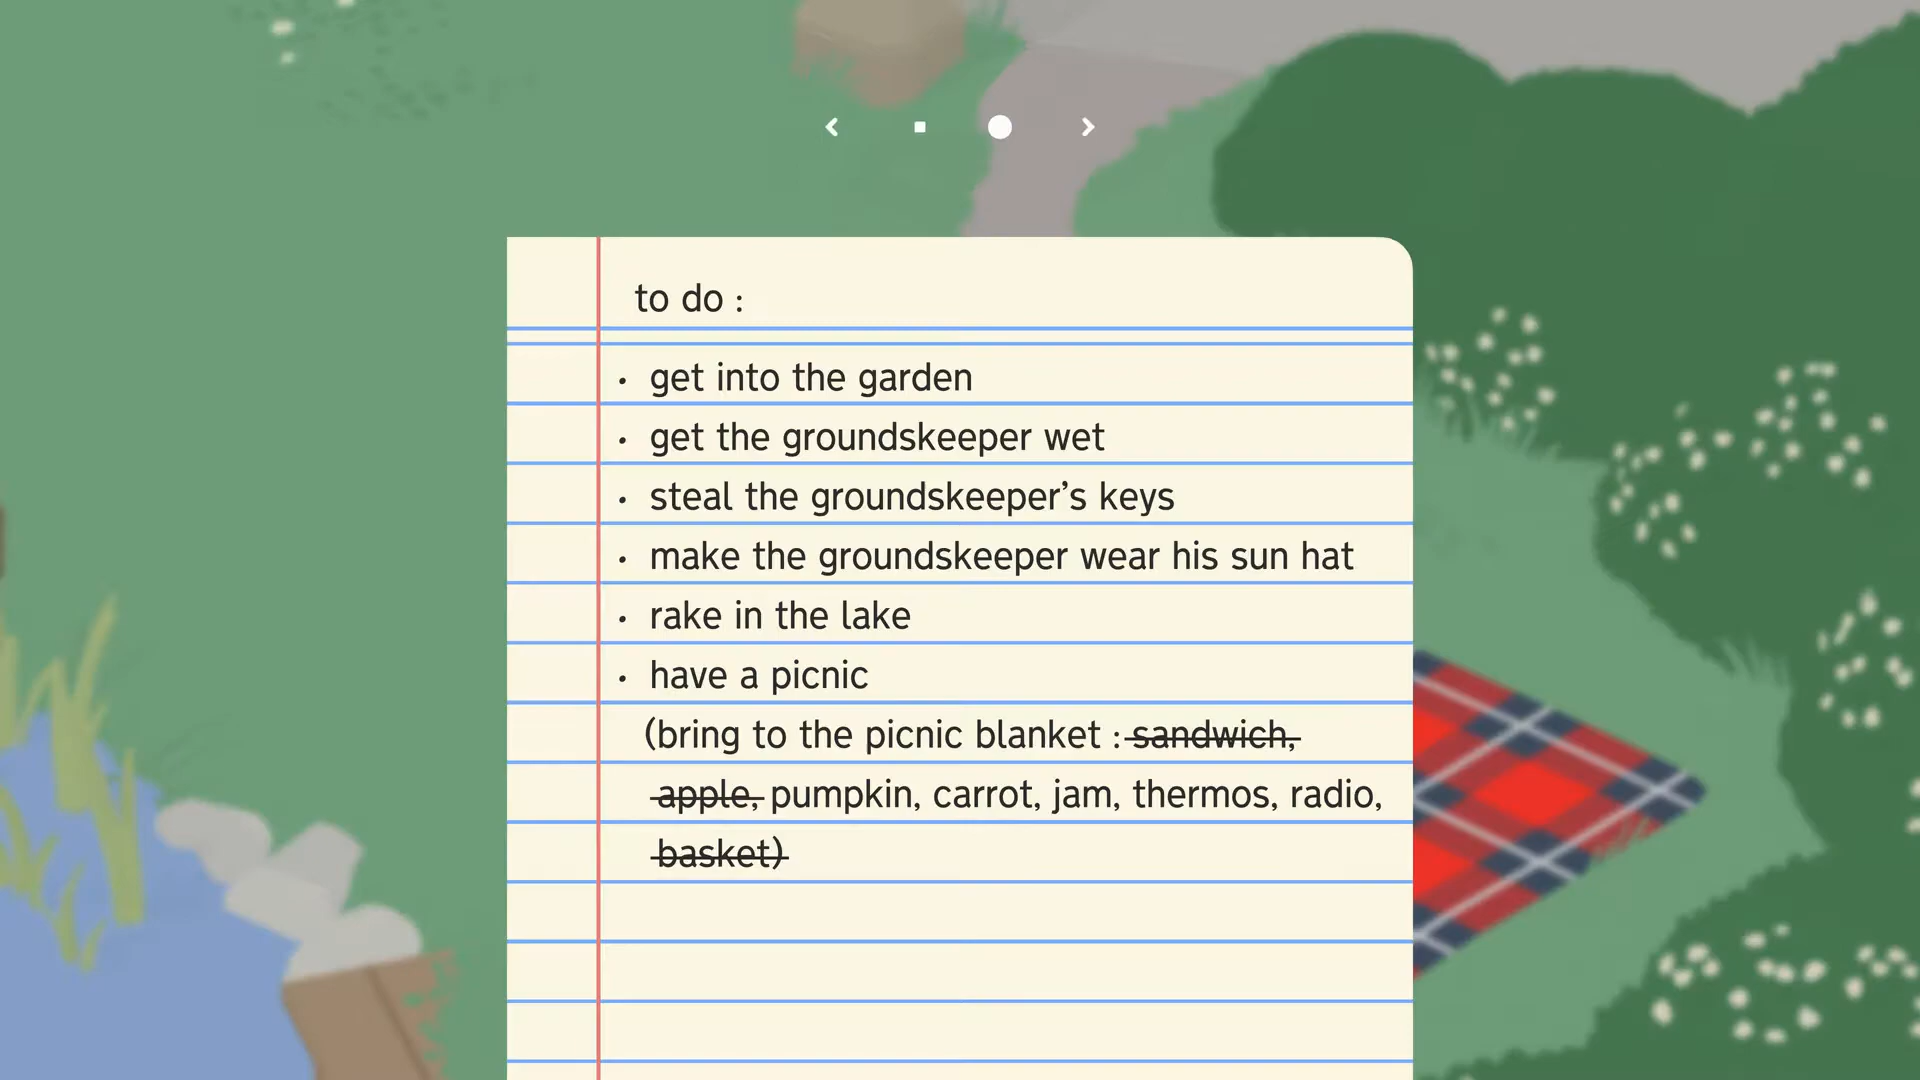 to do :
• get into the garden
• get the groundskeeper wet
• steal the groundskeeper’s keys
• make the groundskeeper wear his sun hat
• rake in the lake
• have a picnic
(bring to the picnic blanket : sandwich,
apple, pumpkin, carrot, jam, thermos, radio,
basket)